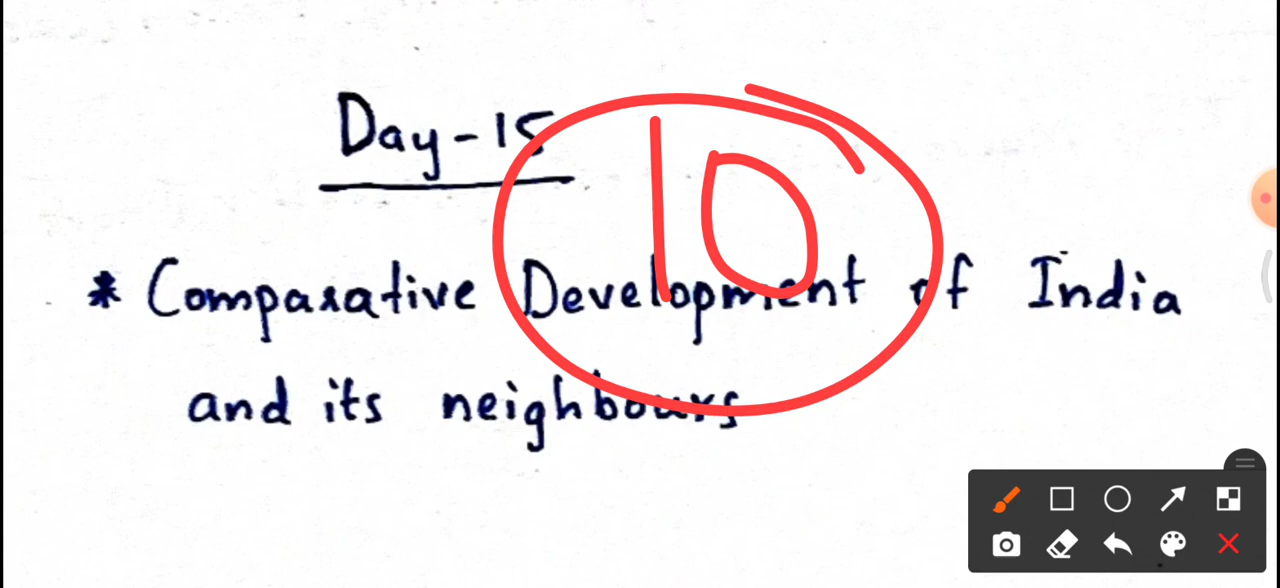 Day-15
10
* Comparative Development of India
and its neighbours